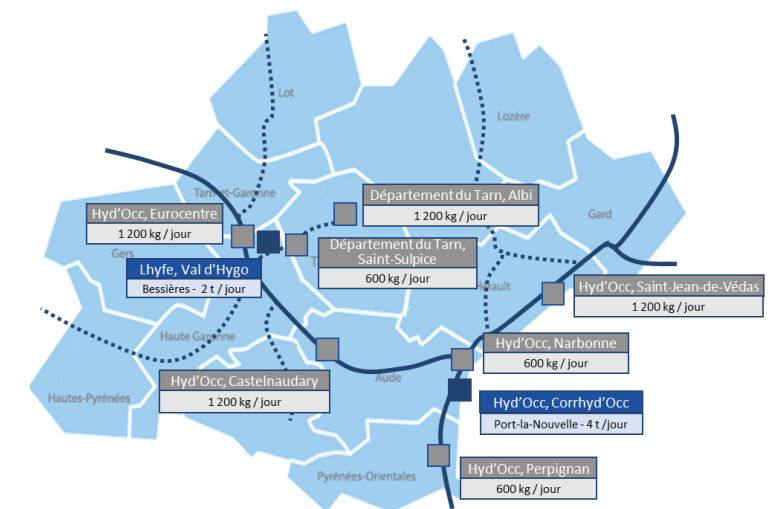 Lot
Lozère
Tarn-et-Garonne
Département du Tarn, Albi
1 200 kg / jour
Hyd'Occ, Eurocentre
1 200 kg / jour
Gard
Gers
Département du Tarn,
Saint-Sulpice
600 kg / jour
Lhyfe, Val d'Hygo
Bessières - 2 t / jour
Hérault
Hyd'Occ, Saint-Jean-de-Védas
1 200 kg / jour
Haute Garonne
Hyd'Occ, Narbonne
600 kg / jour
Hyd'Occ, Castelnaudary
1 200 kg / jour
Aude
Hautes-Pyrénées
Hyd'Occ, Corrhyd'Occ
Port-la-Nouvelle - 4 t /jour
Pyrénées-Orientales
Hyd'Occ, Perpignan
600 kg / jour